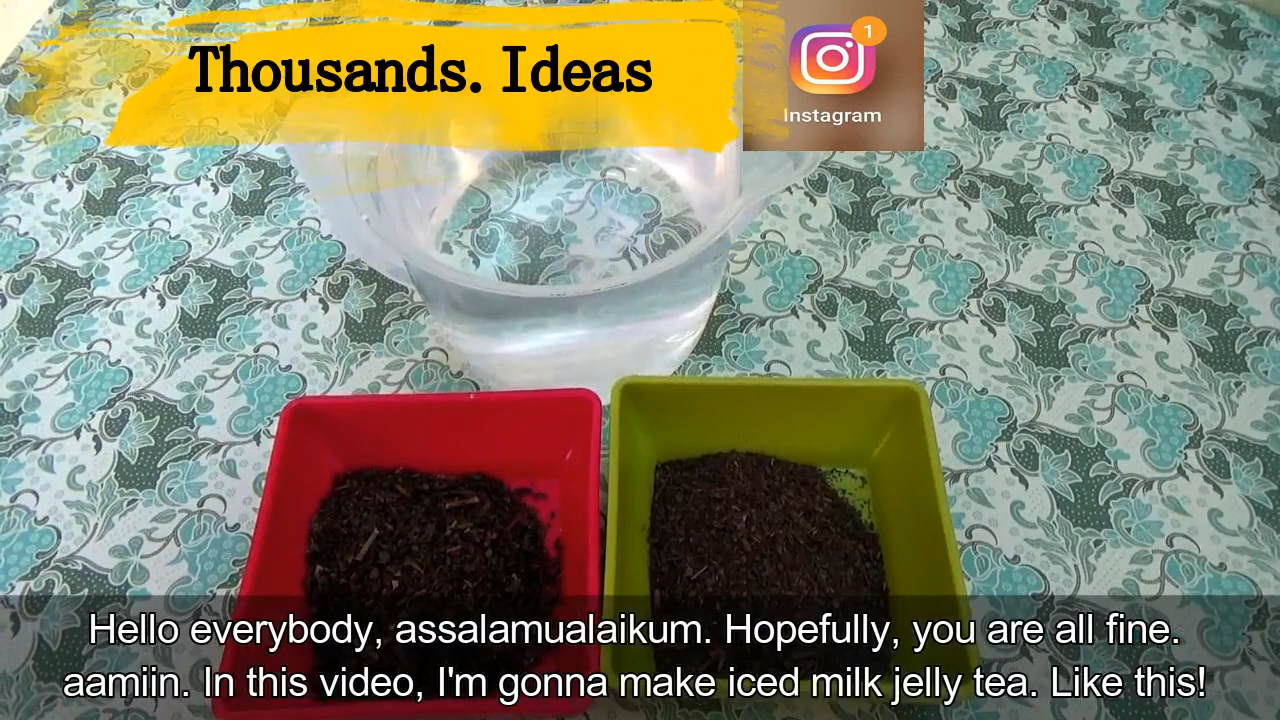 Thousands. Ideas
1
Instagram
Hello everybody, assalamualaikum. Hopefully, you are all fine.
aamiin. In this video, I'm gonna make iced milk jelly tea. Like this!